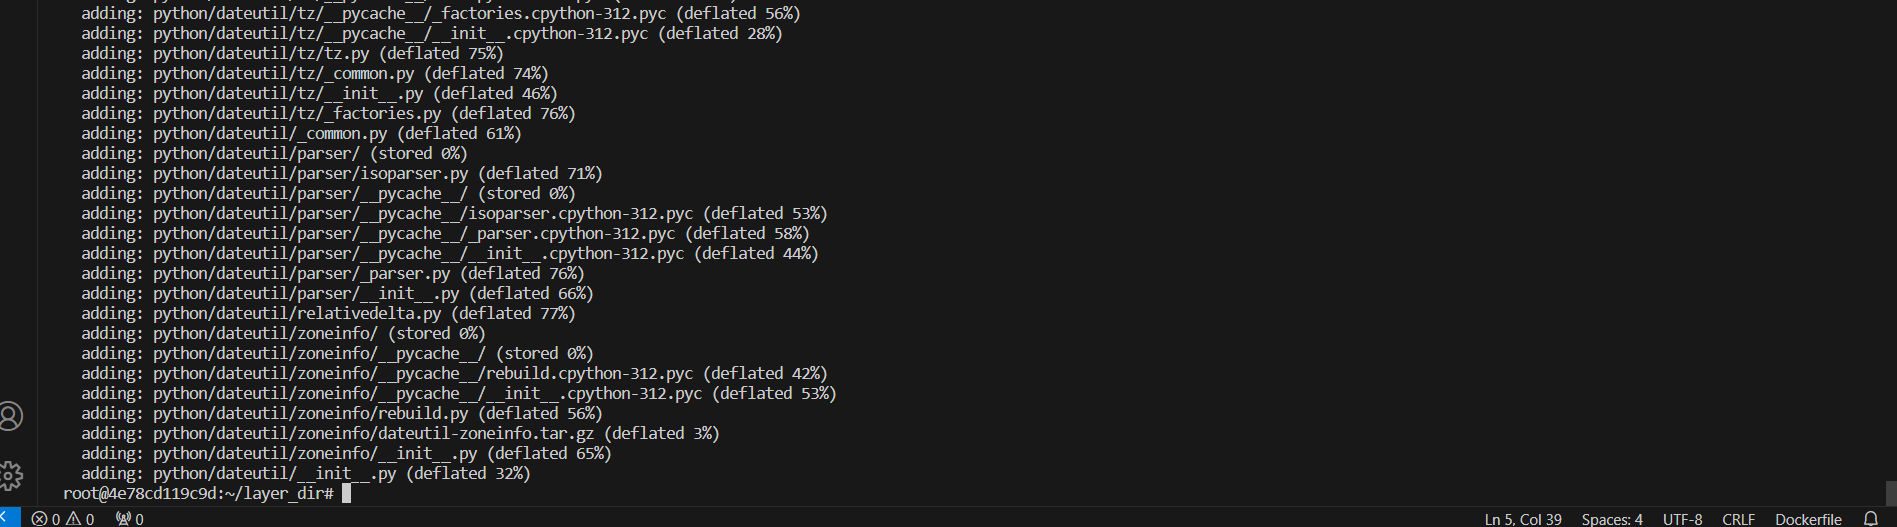 adding: python/dateutil/tz/__pycache__/_factories.cpython-312.pyc (deflated 56%)
adding: python/dateutil/tz/__pycache__/__init__.cpython-312.pyc (deflated 28%)
adding: python/dateutil/tz/tz.py (deflated 75%)
adding: python/dateutil/tz/_common.py (deflated 74%)
adding: python/dateutil/tz/__init__.py (deflated 46%)
adding: python/dateutil/tz/_factories.py (deflated 76%)
adding: python/dateutil/_common.py (deflated 61%)
adding: python/dateutil/parser/ (stored 0%)
adding: python/dateutil/parser/isoparser.py (deflated 71%)
adding: python/dateutil/parser/__pycache__/ (stored 0%)
adding: python/dateutil/parser/__pycache__/isoparser.cpython-312.pyc (deflated 53%)
adding: python/dateutil/parser/__pycache__/_parser.cpython-312.pyc (deflated 58%)
adding: python/dateutil/parser/__pycache__/__init__.cpython-312.pyc (deflated 44%)
adding: python/dateutil/parser/_parser.py (deflated 76%)
adding: python/dateutil/parser/__init__.py (deflated 66%)
adding: python/dateutil/relativedelta.py (deflated 77%)
adding: python/dateutil/zoneinfo/ (stored 0%)
adding: python/dateutil/zoneinfo/__pycache__/ (stored 0%)
adding: python/dateutil/zoneinfo/__pycache__/rebuild.cpython-312.pyc (deflated 42%)
adding: python/dateutil/zoneinfo/__pycache__/__init__.cpython-312.pyc (deflated 53%)
adding: python/dateutil/zoneinfo/rebuild.py (deflated 56%)
adding: python/dateutil/zoneinfo/dateutil-zoneinfo.tar.gz (deflated 3%)
adding: python/dateutil/zoneinfo/__init__.py (deflated 65%)
adding: python/dateutil/__init__.py (deflated 32%)
root@4e78cd119c9d:~/layer_dir#
0 0 0 Ln 5, Col 39 Spaces: 4 UTF-8 CRLF Dockerfile